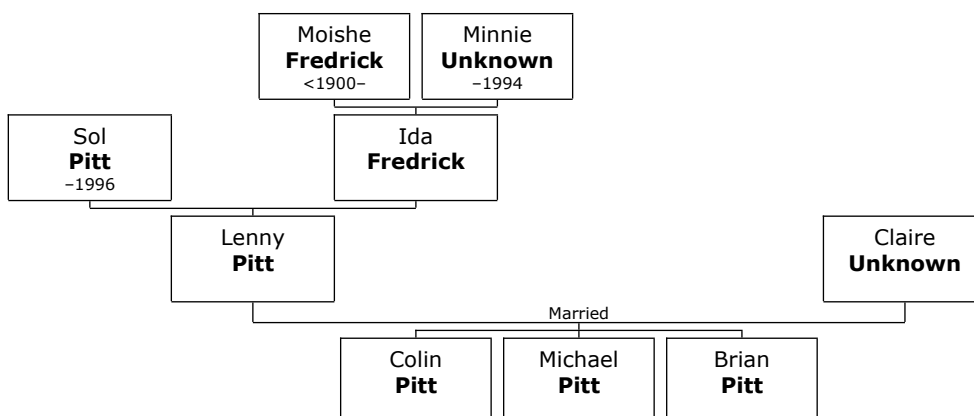 Moishe
Fredrick
<1900–
Minnie
Unknown
–1994
Sol
Pitt
–1996
Ida
Fredrick
Lenny
Pitt
Claire
Unknown
Married
Colin
Pitt
Michael
Pitt
Brian
Pitt